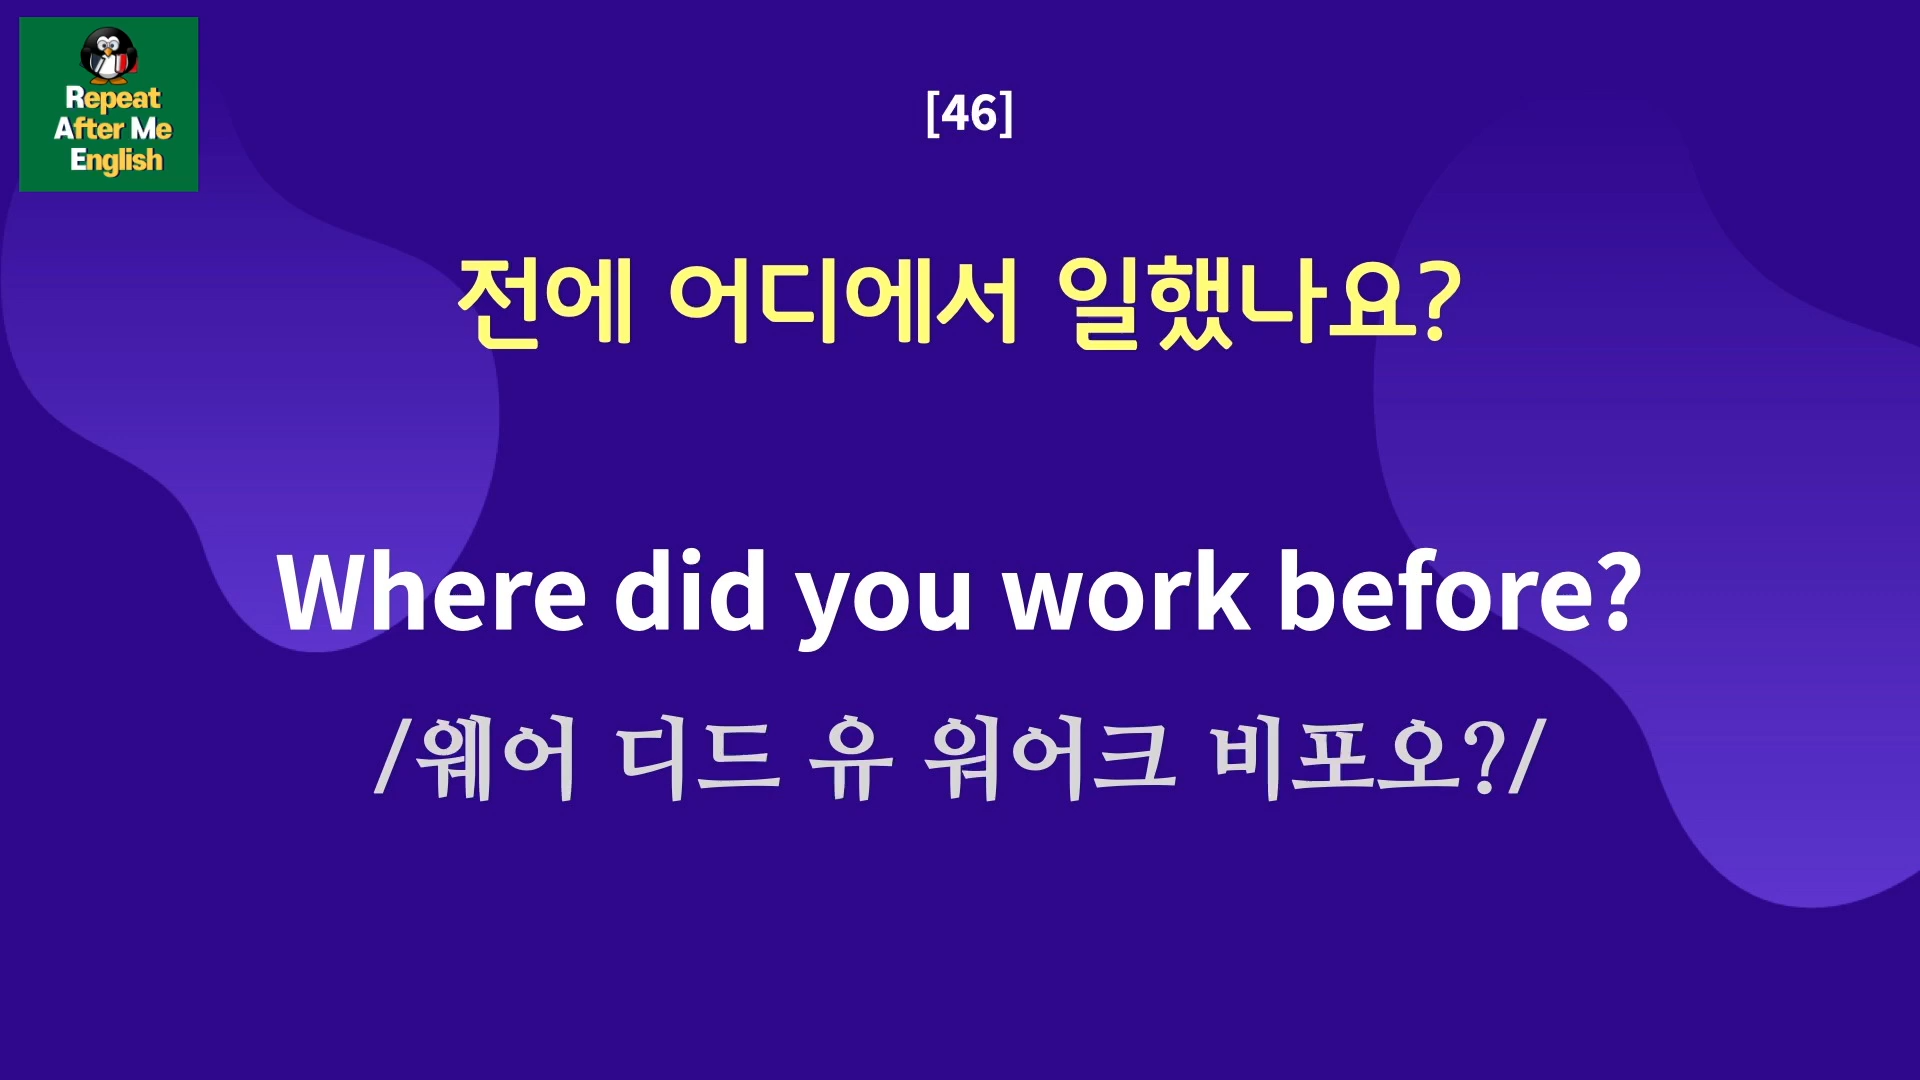 Repeat
After Me
English
[46]
전에 어디에서 일했나요?
Where did you work before?
/웨어 디드 유 워어크 비포오?/